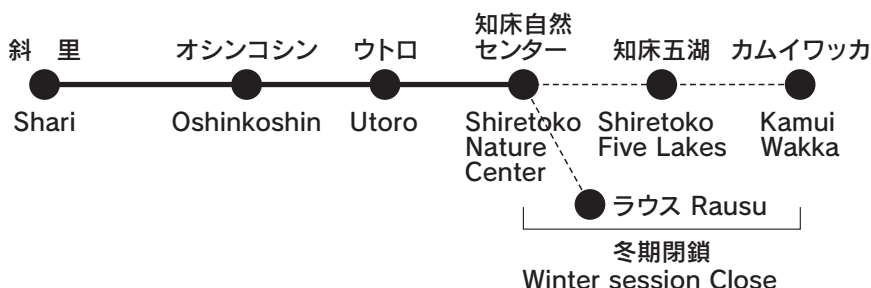 斜 里
Shari
オシンコシン
Oshinkoshin
ウトロ
Utoro
知床自然
センター
Shiretoko
Nature
Center
知床五湖
Shiretoko
Five Lakes
カムイワッカ
Kamui
Wakka
ラウス Rausu
冬期閉鎖
Winter session Close